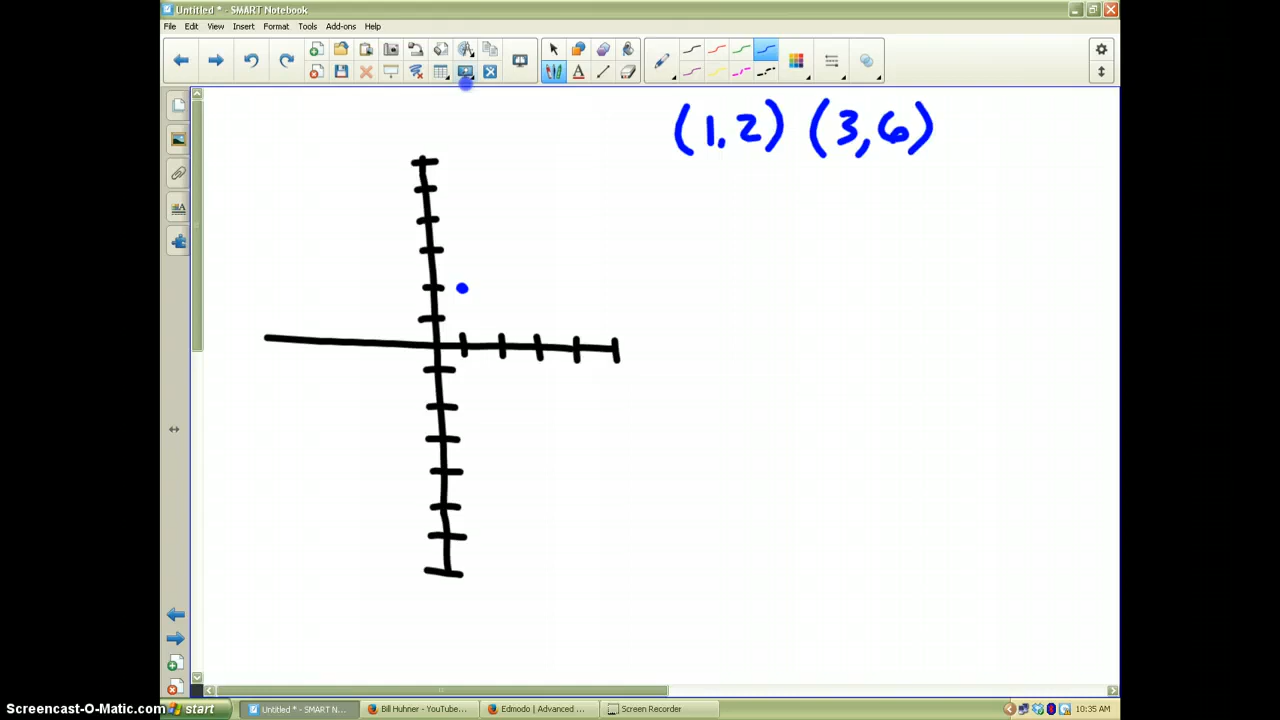 Untitled * - SMART Notebook
File Edit View Insert Format Tools Add-ons Help
(1,2) (3,6)
Screencast-O-Matic.com
start
Untitled * - SMART N...
Bill Huhner - YouTube...
Edmodo | Advanced ...
Screen Recorder
10:35 AM